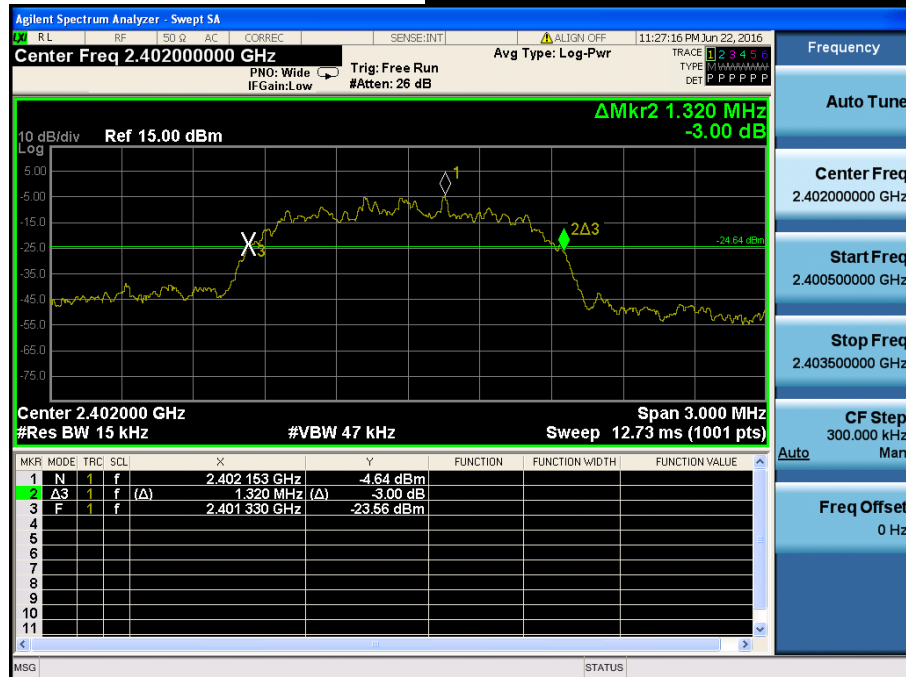 Agilent Spectrum Analyzer - Swept SA
LXI RL RF 50 Ω AC CORREC SENSE:INT ALIGN OFF 11:27:16 PM Jun 22, 2016
Center Freq 2.402000000 GHz
PNO: Wide
IFGain:Low
Trig: Free Run
#Atten: 26 dB
Avg Type: Log-Pwr
TRACE 1 2 3 4 5 6
TYPE M WWWWW
DET P P P P P P
ΔMkr2 1.320 MHz
-3.00 dB
10 dB/div Ref 15.00 dBm
Log
5.00
-5.00
-15.0
-25.0
-35.0
-45.0
-55.0
-65.0
-75.0
1
2Δ3
X3
-24.64 dBm
Center 2.402000 GHz Span 3.000 MHz
#Res BW 15 kHz #VBW 47 kHz Sweep 12.73 ms (1001 pts)
MKR MODE TRC SCL X Y FUNCTION FUNCTION WIDTH FUNCTION VALUE
1 N 1 f 2.402 153 GHz -4.64 dBm
2 Δ3 1 f (Δ) 1.320 MHz (Δ) -3.00 dB
3 F 1 f 2.401 330 GHz -23.56 dBm
4
5
6
7
8
9
10
11
MSG STATUS
Frequency
Auto Tune
Center Freq
2.402000000 GHz
Start Freq
2.400500000 GHz
Stop Freq
2.403500000 GHz
CF Step
300.000 kHz
Auto Man
Freq Offset
0 Hz